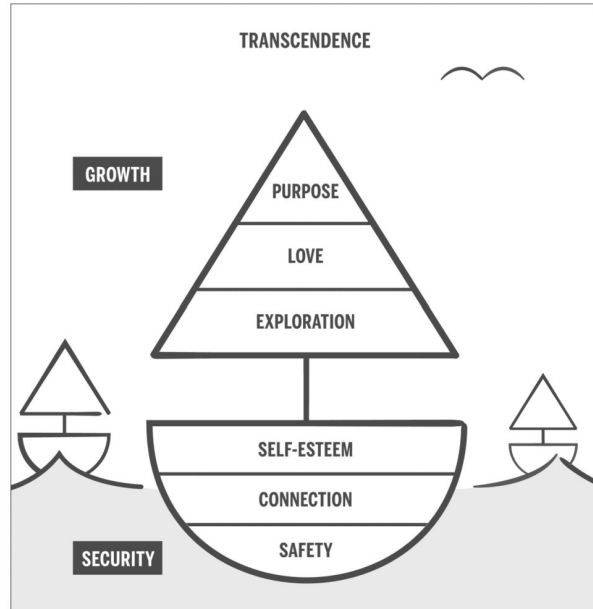 TRANSCENDENCE
GROWTH
PURPOSE
LOVE
EXPLORATION
SELF-ESTEEM
CONNECTION
SAFETY
SECURITY